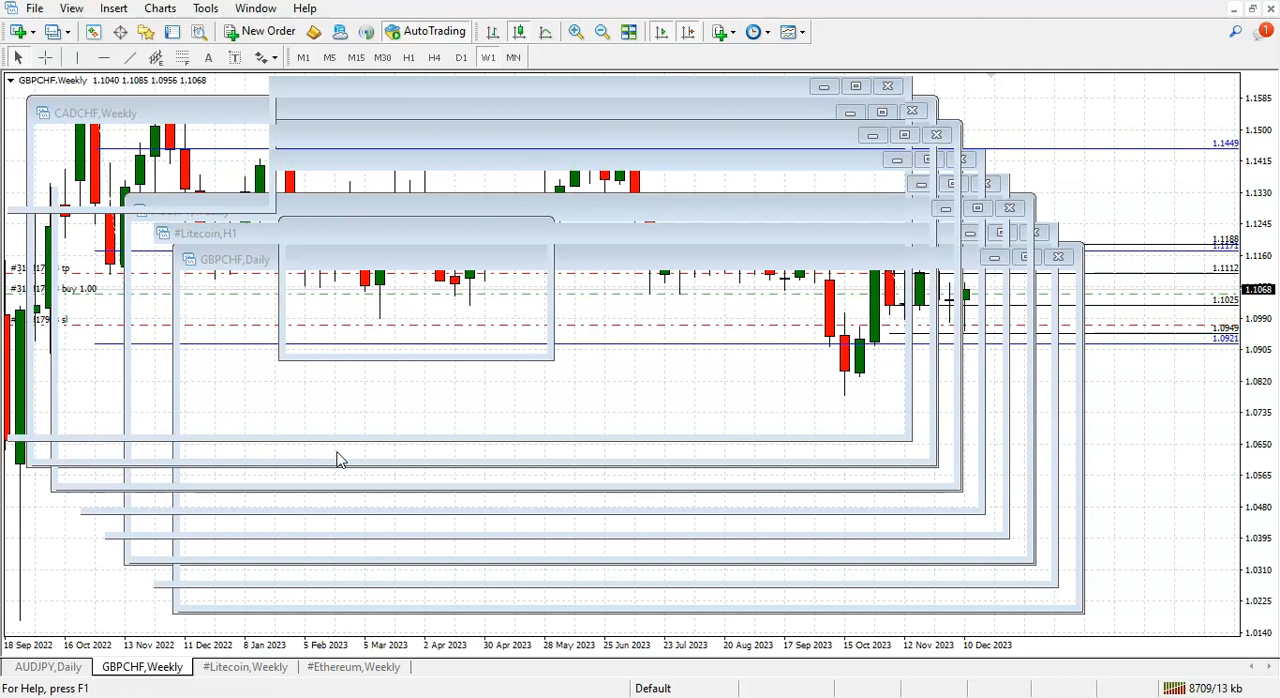 File View Insert Charts Tools Window Help
New Order AutoTrading 1
A T M1 M5 M15 M30 H1 H4 D1 W1 MN
GBPCHF,Weekly 1.1040 1.1085 1.0956 1.1068
CADCHF,Weekly
#Litecoin,H1
GBPCHF,Daily
tp
buy 1.00
sl
1.1449
1.1188
1.1171
1.1112
1.1025
1.0949
1.0921
1.1585
1.1500
1.1415
1.1330
1.1245
1.1160
1.1068
1.0990
1.0905
1.0820
1.0735
1.0650
1.0565
1.0480
1.0395
1.0310
1.0225
1.0140
18 Sep 2022 16 Oct 2022 13 Nov 2022 11 Dec 2022 8 Jan 2023 5 Feb 2023 5 Mar 2023 2 Apr 2023 30 Apr 2023 28 May 2023 25 Jun 2023 23 Jul 2023 20 Aug 2023 17 Sep 2023 15 Oct 2023 12 Nov 2023 10 Dec 2023
AUDJPY,Daily GBPCHF,Weekly #Litecoin,Weekly #Ethereum,Weekly
For Help, press F1 Default 8709/13 kb